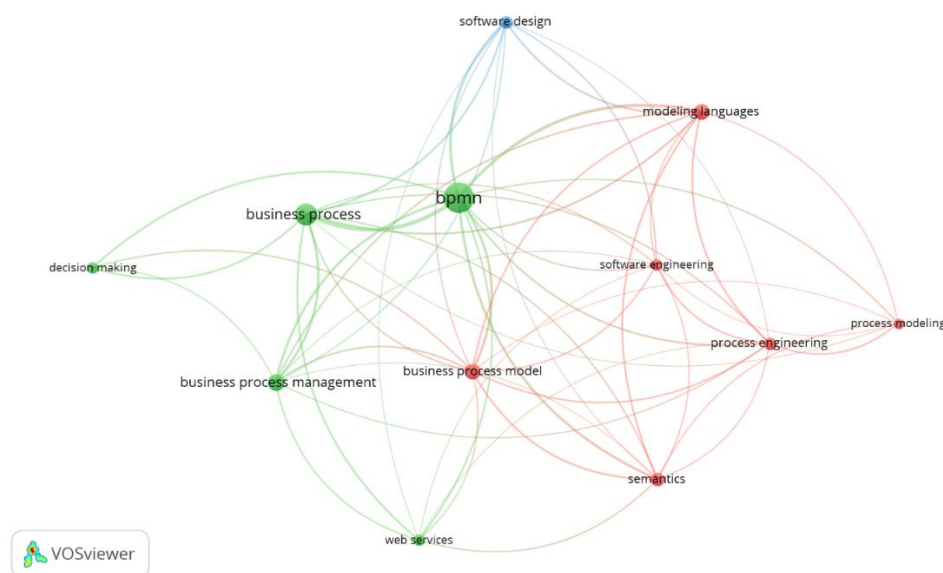 software design
modeling languages
bpmn
business process
decision making
software engineering
process modeling
process engineering
business process model
business process management
semantics
web services
VOSviewer